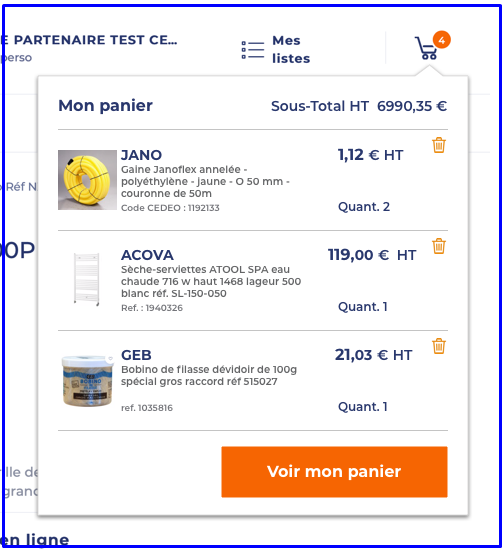 E PARTENAIRE TEST CE...
perso
Mes
listes
4
Mon panier
Sous-Total HT 6990,35 €
JANO
1,12 € HT
Gaine Janoflex annelée -
polyéthylène - jaune - O 50 mm -
couronne de 50m
Code CEDEO : 1192133
Quant. 2
ACOVA
119,00 € HT
Sèche-serviettes ATOOL SPA eau
chaude 716 w haut 1468 lageur 500
blanc réf. SL-150-050
Ref. : 1940326
Quant. 1
GEB
21,03 € HT
Bobino de filasse dévidoir de 100g
spécial gros raccord réf 515027
ref. 1035816
Quant. 1
BOBINO
Voir mon panier
Réf N
00P
ille de
grand
en ligne